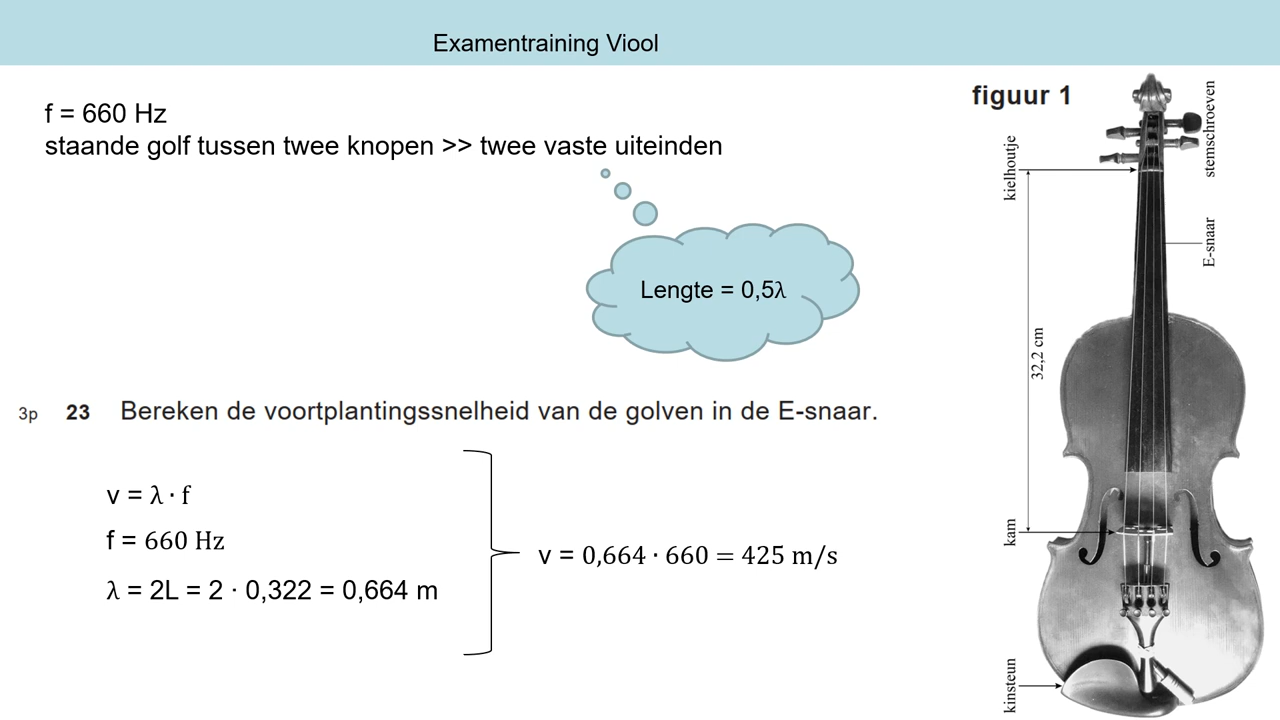 Examentraining Viool
f = 660 Hz
staande golf tussen twee knopen >> twee vaste uiteinden
Lengte = 0,5λ
3p 23 Bereken de voortplantingssnelheid van de golven in de E-snaar.
v = λ · f
f = 660 Hz
λ = 2L = 2 · 0,322 = 0,664 m
v = 0,664 · 660 = 425 m/s
figuur 1
stemschroeven
kielhoutje
E-snaar
32,2 cm
kam
kinsteun